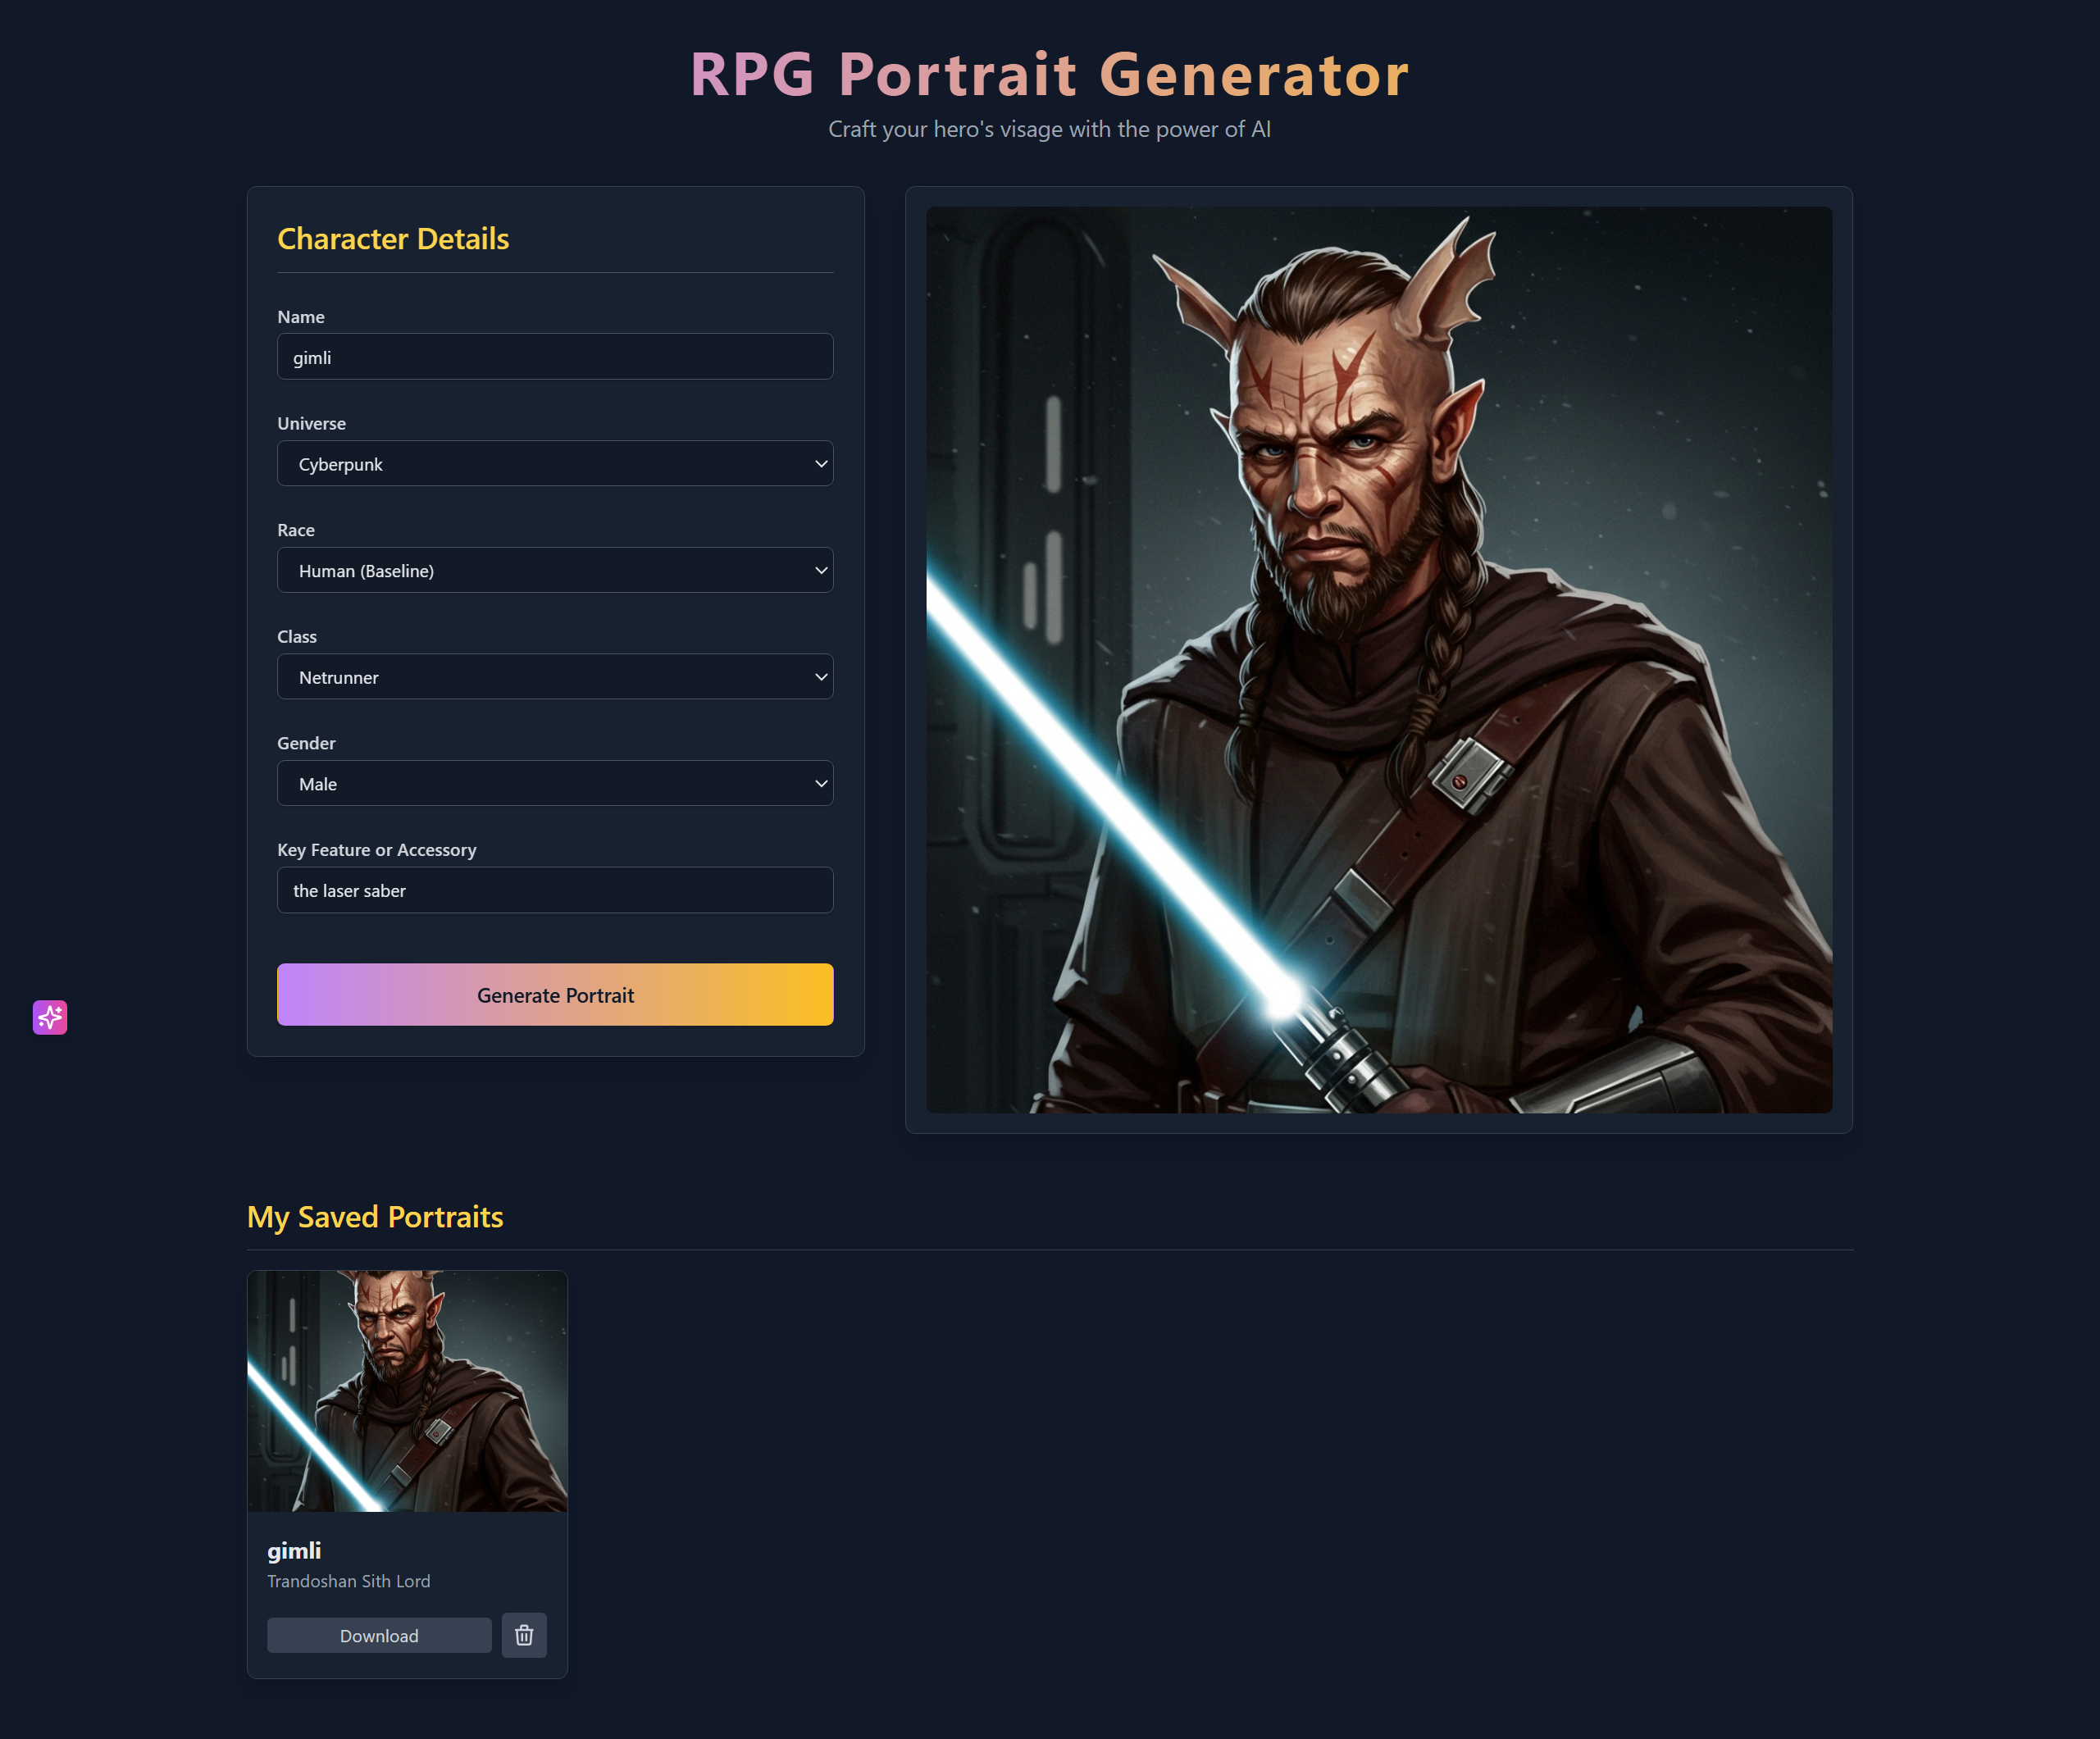 RPG Portrait Generator
Craft your hero's visage with the power of AI
Character Details
Name
gimli
Universe
Cyberpunk
Race
Human (Baseline)
Class
Netrunner
Gender
Male
Key Feature or Accessory
the laser saber
Generate Portrait
My Saved Portraits
gimli
Trandoshan Sith Lord
Download